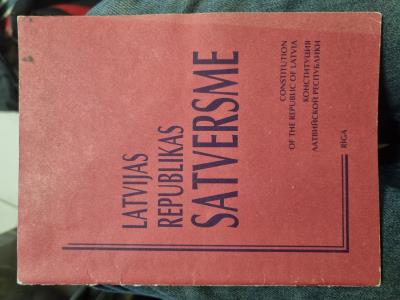 LATVIJAS
REPUBLIKAS
SATVERSME
CONSTITUTION
OF THE REPUBLIC OF LATVIA
КОНСТИТУЦИЯ
ЛАТВИЙСКОЙ РЕСПУБЛИКИ
RĪGA